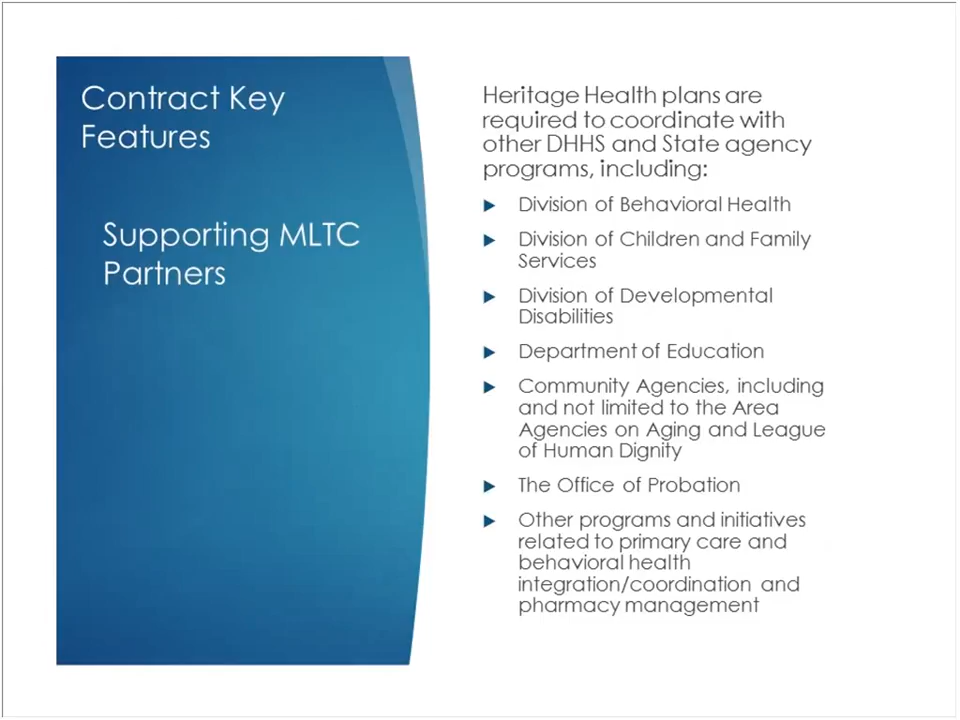 Contract Key
Features
Supporting MLTC
Partners
Heritage Health plans are
required to coordinate with
other DHHS and State agency
programs, including:
Division of Behavioral Health
Division of Children and Family
Services
Division of Developmental
Disabilities
Department of Education
Community Agencies, including
and not limited to the Area
Agencies on Aging and League
of Human Dignity
The Office of Probation
Other programs and initiatives
related to primary care and
behavioral health
integration/coordination and
pharmacy management